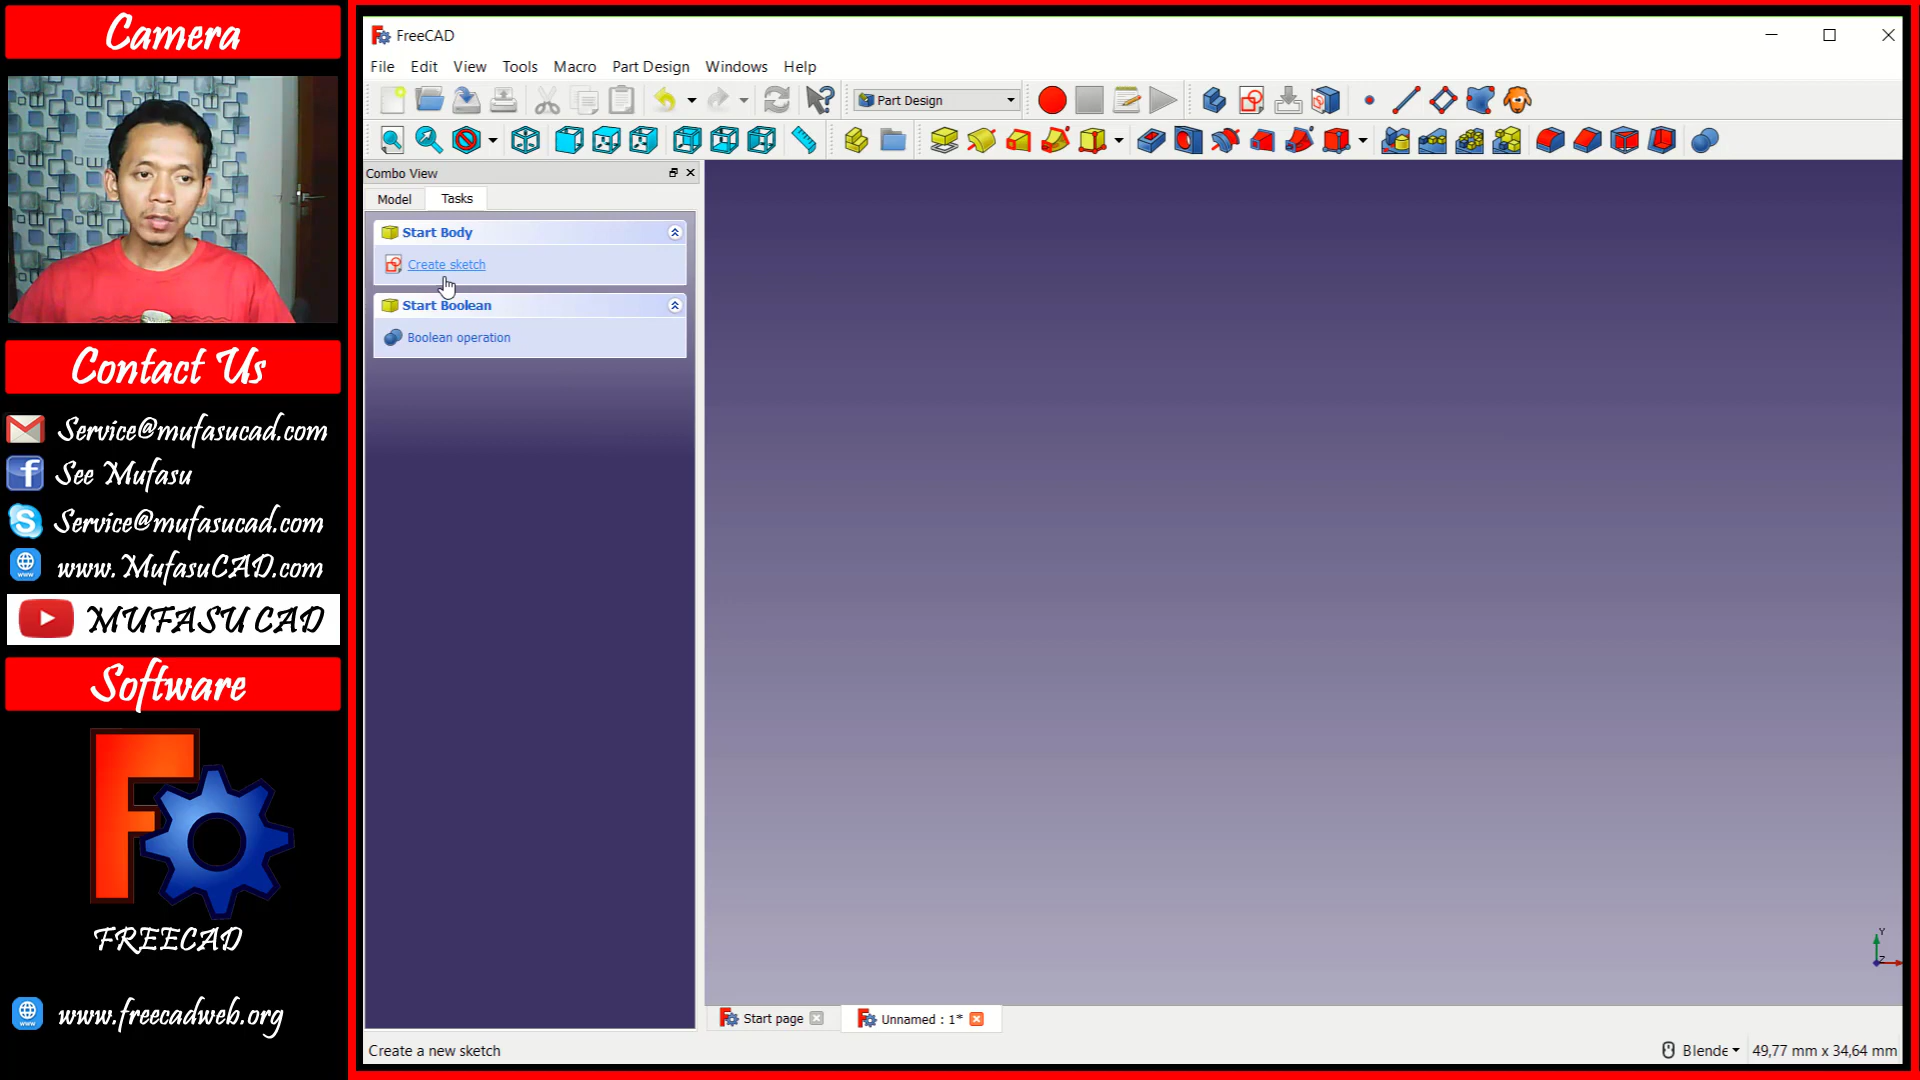 Camera
Contact Us
Service@mufasucad.com
See Mufasu
Service@mufasucad.com
www.MufasuCAD.com
MUFASU CAD
Software
FREECAD
www.freecadweb.org
FreeCAD
File Edit View Tools Macro Part Design Windows Help
Part Design
Combo View
Model Tasks
Start Body
Create sketch
Start Boolean
Boolean operation
Y
Z
Start page Unnamed : 1*
Create a new sketch
Blende 49,77 mm x 34,64 mm